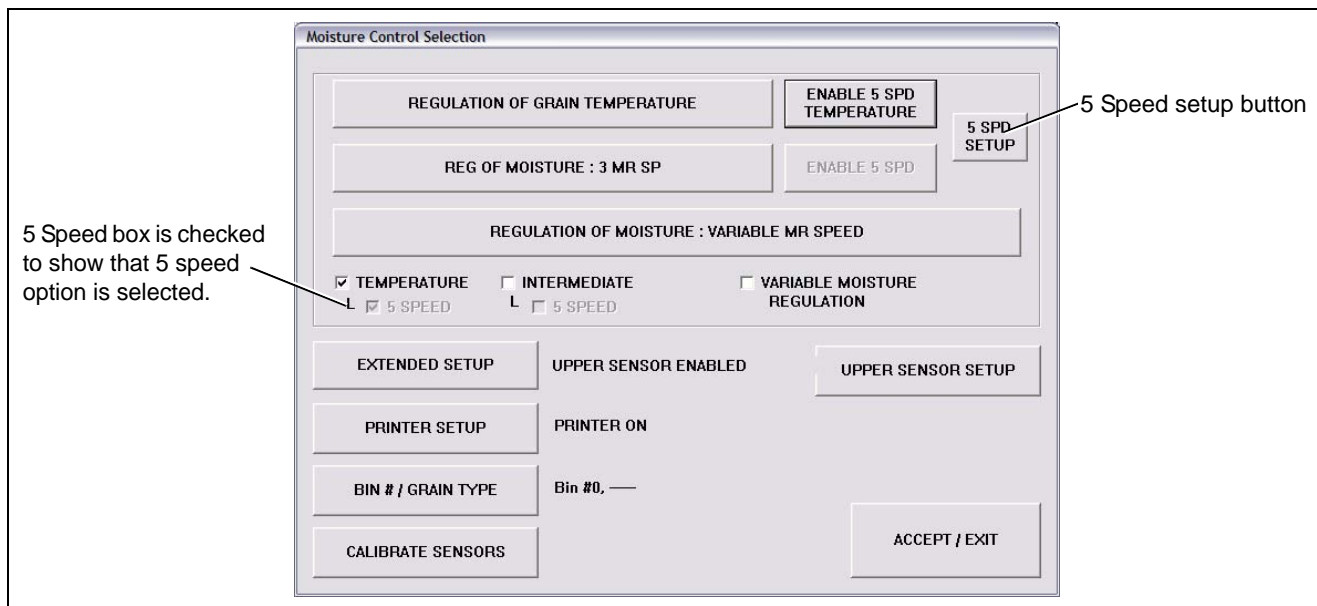 Moisture Control Selection
REGULATION OF GRAIN TEMPERATURE
ENABLE 5 SPD
TEMPERATURE
5 SPD
SETUP
5 Speed setup button
REG OF MOISTURE : 3 MR SP
ENABLE 5 SPD
REGULATION OF MOISTURE : VARIABLE MR SPEED
5 Speed box is checked
to show that 5 speed
option is selected.
TEMPERATURE
L 5 SPEED
INTERMEDIATE
L 5 SPEED
VARIABLE MOISTURE
REGULATION
EXTENDED SETUP
UPPER SENSOR ENABLED
UPPER SENSOR SETUP
PRINTER SETUP
PRINTER ON
BIN # / GRAIN TYPE
Bin #0, -----
CALIBRATE SENSORS
ACCEPT / EXIT